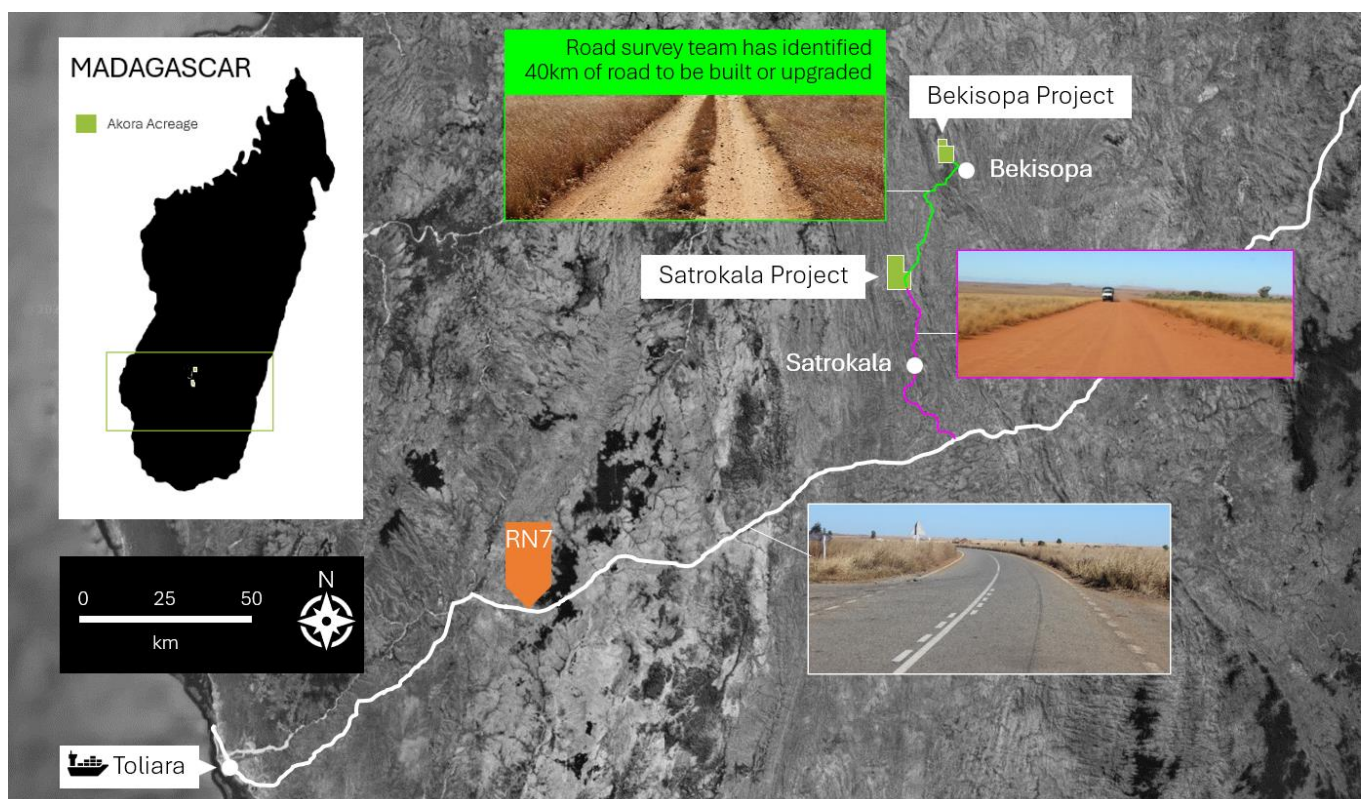 MADAGASCAR
Akora Acreage
Road survey team has identified
40km of road to be built or upgraded
Bekisopa Project
Bekisopa
Satrokala Project
Satrokala
RN7
0 25 50
km
N
Toliara